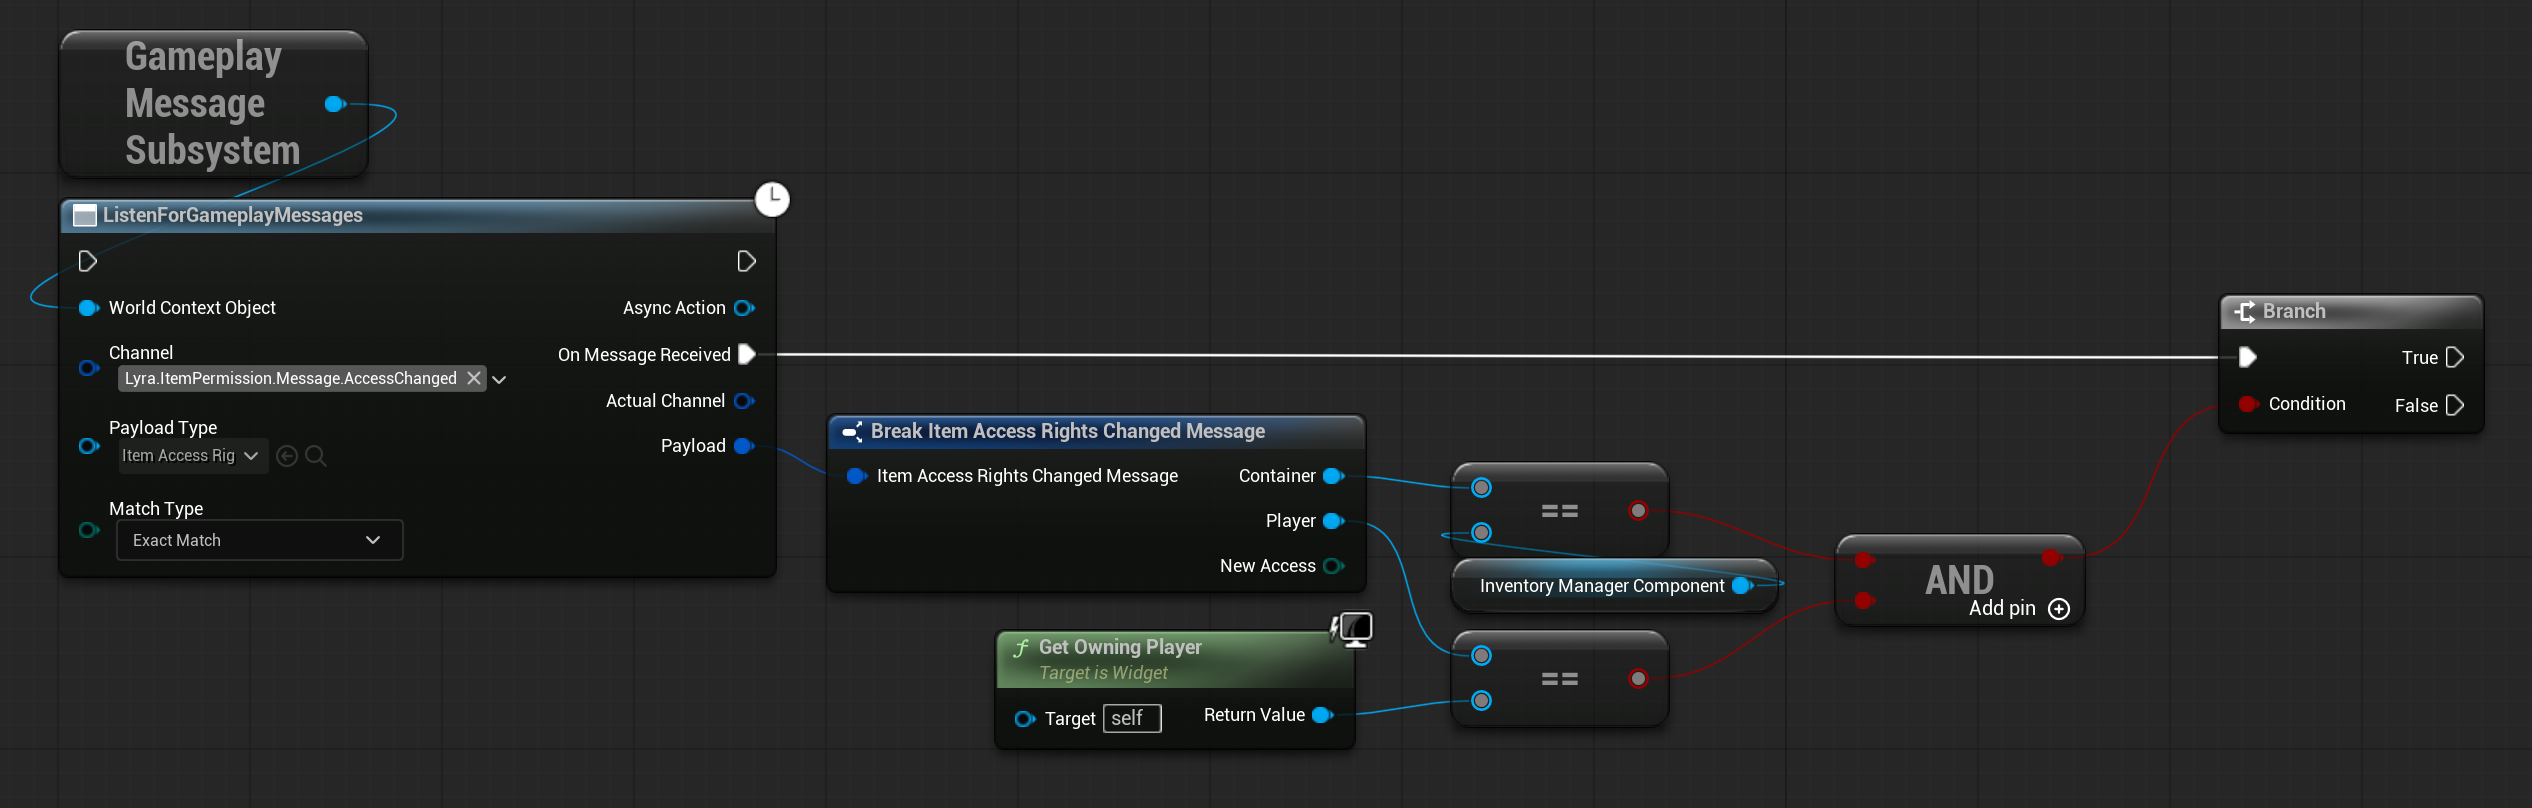 Gameplay
Message
Subsystem
ListenForGameplayMessages
World Context Object
Async Action
Channel
Lyra.ItemPermission.Message.AccessChanged
On Message Received
Actual Channel
Payload Type
Item Access Rig
Payload
Match Type
Exact Match
Break Item Access Rights Changed Message
Item Access Rights Changed Message
Container
Player
New Access
Get Owning Player
Target is Widget
Target self
Return Value
==
Inventory Manager Component
==
AND
Add pin
Branch
True
Condition
False